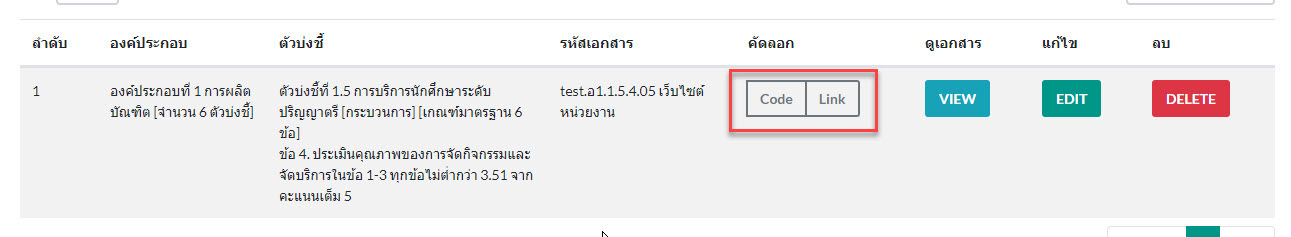 ลำดับ องค์ประกอบ ตัวบ่งชี้ รหัสเอกสาร คัดลอก ดูเอกสาร แก้ไข ลบ
1 องค์ประกอบที่ 1 การผลิต ตัวบ่งชี้ที่ 1.5 การบริการนักศึกษาระดับ test.อ1.1.5.4.05 เว็บไซต์ Code Link VIEW EDIT DELETE
บัณฑิต [จำนวน 6 ตัวบ่งชี้] ปริญญาตรี [กระบวนการ] [เกณฑ์มาตรฐาน 6 หน่วยงาน
ข้อ]
ข้อ 4. ประเมินคุณภาพของการจัดกิจกรรมและ
จัดบริการในข้อ 1-3 ทุกข้อไม่ต่ำกว่า 3.51 จาก
คะแนนเต็ม 5